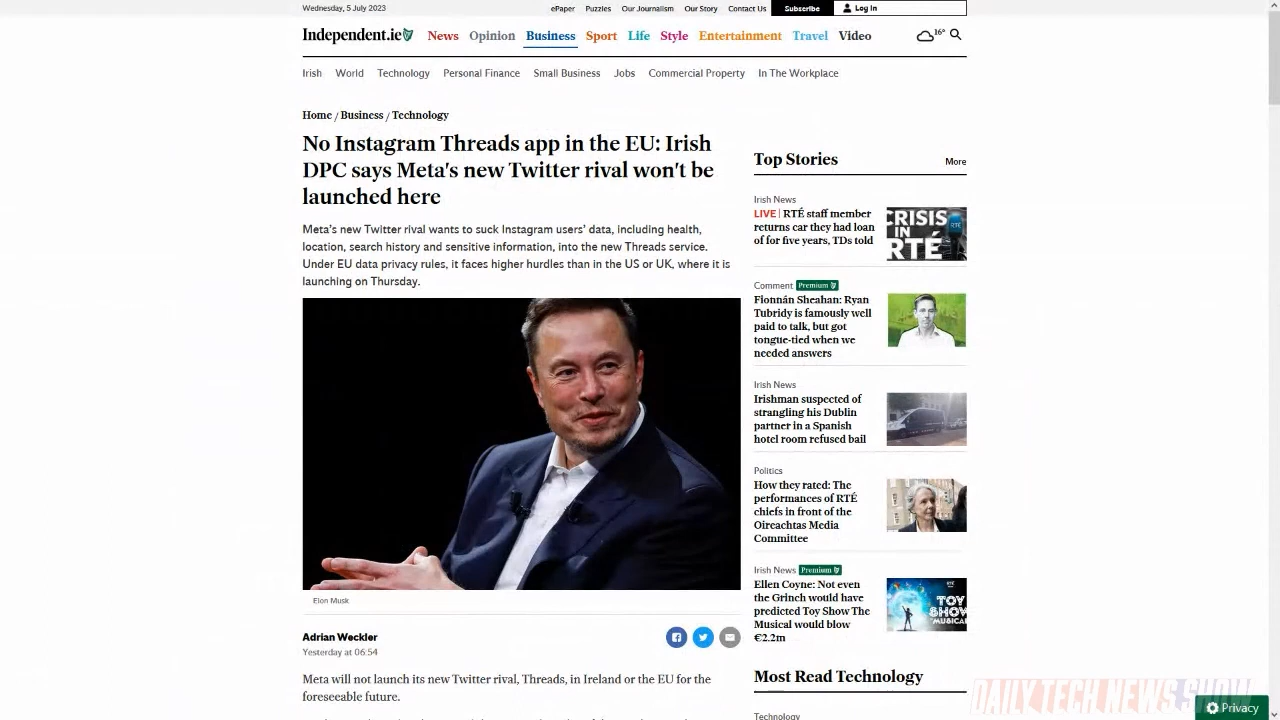 Wednesday, 5 July 2023
ePaper Puzzles Our Journalism Our Story Contact Us Subscribe Log In
Independent.ie News Opinion Business Sport Life Style Entertainment Travel Video 16°
Irish World Technology Personal Finance Small Business Jobs Commercial Property In The Workplace
Home / Business / Technology
No Instagram Threads app in the EU: Irish
DPC says Meta's new Twitter rival won't be
launched here
Meta's new Twitter rival wants to suck Instagram users' data, including health,
location, search history and sensitive information, into the new Threads service.
Under EU data privacy rules, it faces higher hurdles than in the US or UK, where it is
launching on Thursday.
Elon Musk
Adrian Weckler
Yesterday at 06:54
Meta will not launch its new Twitter rival, Threads, in Ireland or the EU for the
foreseeable future.
Top Stories More
Irish News
LIVE | RTÉ staff member
returns car they had loan
of for five years, TDs told
CRISIS
IN
RTÉ
Comment Premium
Fionnán Sheahan: Ryan
Tubridy is famously well
paid to talk, but got
tongue-tied when we
needed answers
Irish News
Irishman suspected of
strangling his Dublin
partner in a Spanish
hotel room refused bail
Politics
How they rated: The
performances of RTÉ
chiefs in front of the
Oireachtas Media
Committee
Irish News Premium
Ellen Coyne: Not even
the Grinch would have
predicted Toy Show The
Musical would blow
€2.2m
TOY
SHOW
MUSICAL
Most Read Technology
Technology
DAILY TECH NEWS SHOW
Privacy